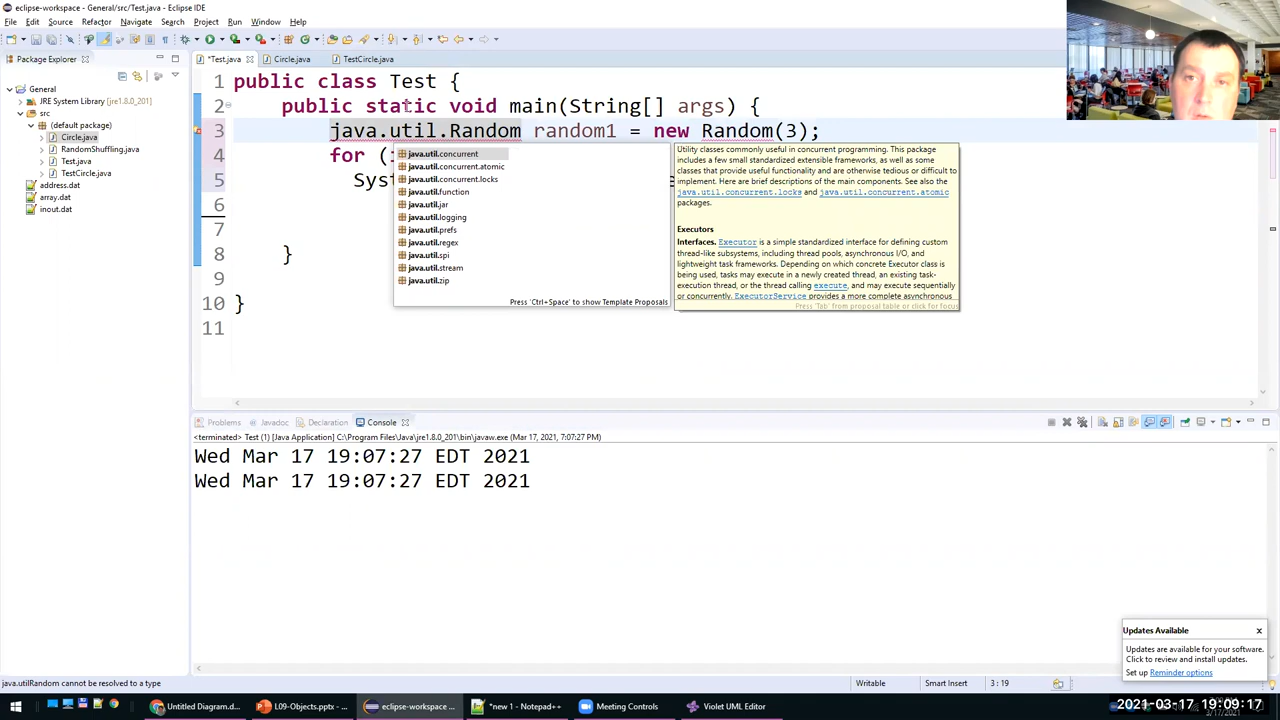 eclipse-workspace - General/src/Test.java - Eclipse IDE
File Edit Source Refactor Navigate Search Project Run Window Help
Package Explorer
*Test.java Circle.java TestCircle.java
General
JRE System Library [jre1.8.0_201]
src
(default package)
Circle.java
RandomShuffling.java
Test.java
TestCircle.java
address.dat
array.dat
inout.dat
1 public class Test {
2 public static void main(String[] args) {
3 java.util.Random random1 = new Random(3);
4 for (
5 Sys
6
7
8 }
9
10 }
11
java.util.concurrent
java.util.concurrent.atomic
java.util.concurrent.locks
java.util.function
java.util.jar
java.util.logging
java.util.prefs
java.util.regex
java.util.spi
java.util.stream
java.util.zip
Press 'Ctrl+Space' to show Template Proposals
Utility classes commonly useful in concurrent programming. This package
includes a few small standardized extensible frameworks, as well as some
classes that provide useful functionality and are otherwise tedious or difficult to
implement. Here are brief descriptions of the main components. See also the
java.util.concurrent.locks and java.util.concurrent.atomic
packages.
Executors
Interfaces. Executor is a simple standardized interface for defining custom
thread-like subsystems, including thread pools, asynchronous I/O, and
lightweight task frameworks. Depending on which concrete Executor class is
being used, tasks may execute in a newly created thread, an existing task-
execution thread, or the thread calling execute, and may execute sequentially
or concurrently. ExecutorService provides a more complete asynchronous
Press 'Tab' from proposal table or click for focus
Problems Javadoc Declaration Console
<terminated> Test (1) [Java Application] C:\Program Files\Java\jre1.8.0_201\bin\javaw.exe (Mar 17, 2021, 7:07:27 PM)
Wed Mar 17 19:07:27 EDT 2021
Wed Mar 17 19:07:27 EDT 2021
Updates Available
Updates are available for your software.
Click to review and install updates.
Set up Reminder options
java.utilRandom cannot be resolved to a type
Writable Smart Insert 3 : 19
Untitled Diagram.d... L09-Objects.pptx - ... eclipse-workspace ... *new 1 - Notepad++ Meeting Controls Violet UML Editor
2021-03-17 19:09:17